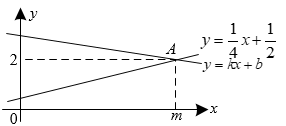 y
A
y = 1/4 x + 1/2
2
y = kx + b
0
m
x